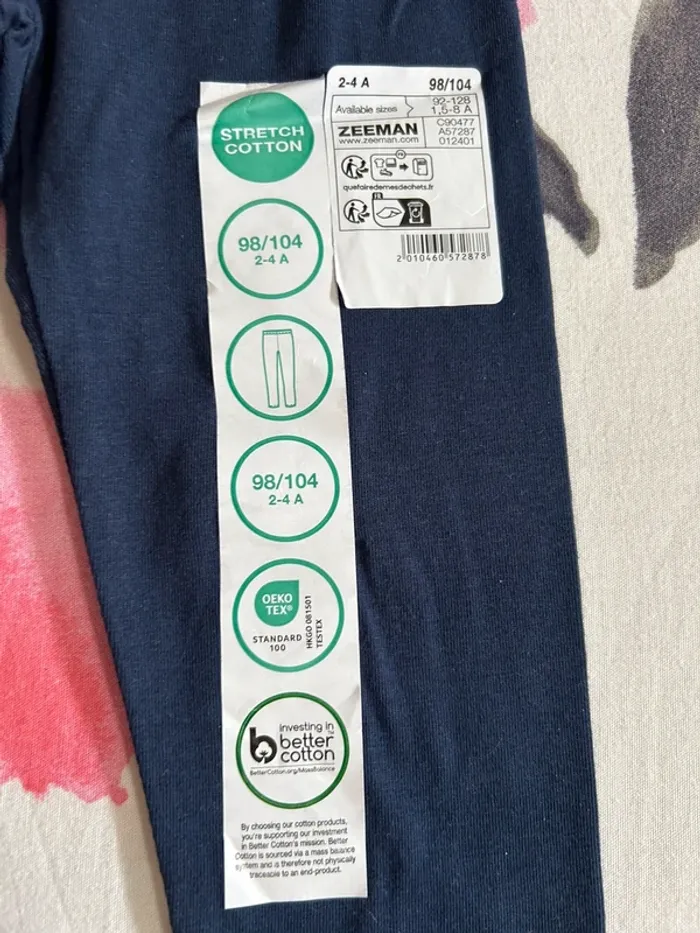 STRETCH
COTTON
98/104
2-4 A
98/104
2-4 A
OEKO
TEX®
STANDARD
100
HKGO 081501
TESTEX
investing in
better
cotton
TM
BetterCotton.org/MassBalance
By choosing our cotton products,
you're supporting our investment
in Better Cotton's mission. Better
Cotton is sourced via a mass balance
system and is therefore not physically
traceable to an end-product.
2-4 A 98/104
Available sizes 92-128
1,5-8 A
ZEEMAN
www.zeeman.com
C90477
A57287
012401
FR
quefairedemesdechets.fr
FR
2 010460 572878